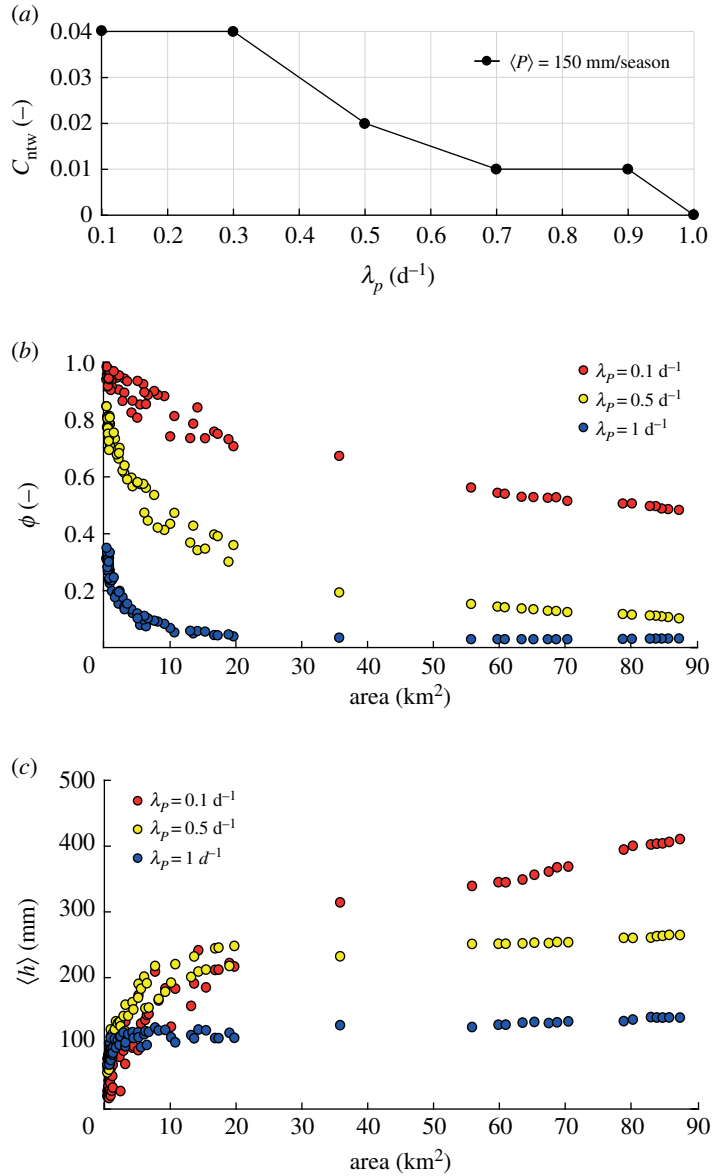 (a)
0.04
0.03
0.02
0.01
0
C_ntw (–)
⟨P⟩ = 150 mm/season
0.1 0.2 0.3 0.4 0.5 0.6 0.7 0.8 0.9 1.0
λ_p (d⁻¹)
(b)
1.0
0.8
0.6
0.4
0.2
ϕ (–)
λ_P = 0.1 d⁻¹
λ_P = 0.5 d⁻¹
λ_P = 1 d⁻¹
0 10 20 30 40 50 60 70 80 90
area (km²)
(c)
500
400
300
200
100
⟨h⟩ (mm)
λ_P = 0.1 d⁻¹
λ_P = 0.5 d⁻¹
λ_P = 1 d⁻¹
0 10 20 30 40 50 60 70 80 90
area (km²)